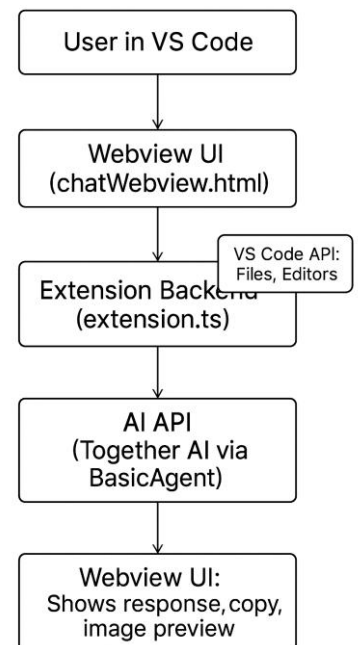 User in VS Code
Webview UI
(chatWebview.html)
VS Code API:
Files, Editors
Extension Backend
(extension.ts)
AI API
(Together AI via
BasicAgent)
Webview UI:
Shows response, copy,
image preview